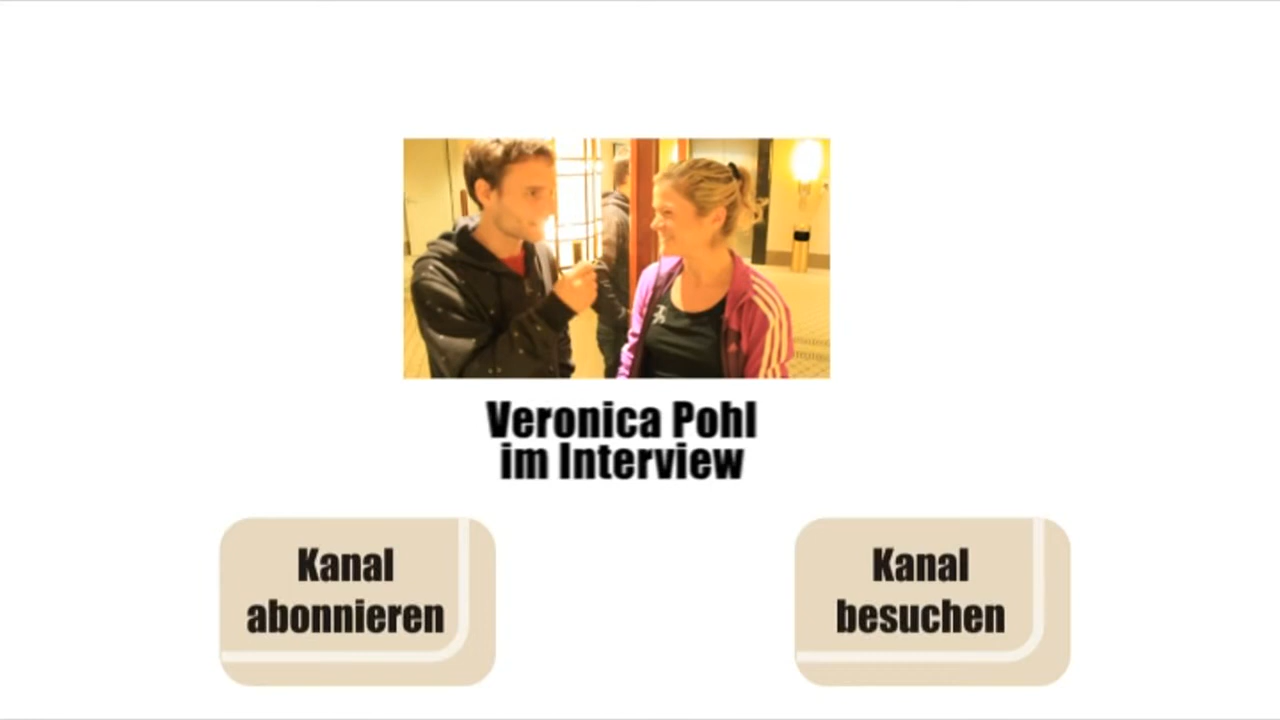 Veronica Pohl
im Interview
Kanal
abonnieren
Kanal
besuchen